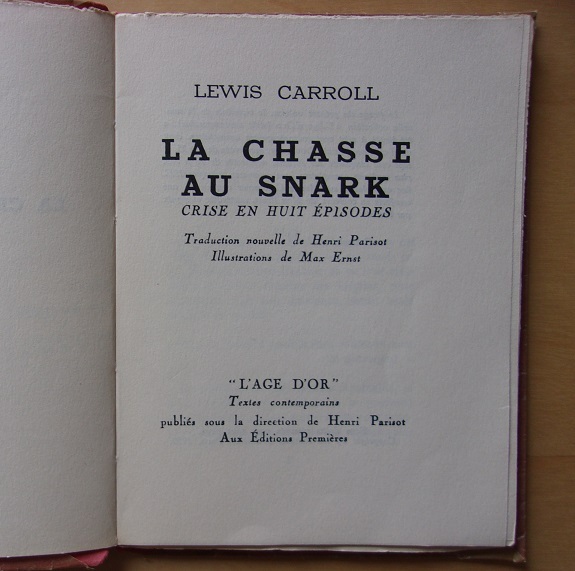 LEWIS CARROLL
LA CHASSE
AU SNARK
CRISE EN HUIT ÉPISODES
Traduction nouvelle de Henri Parisot
Illustrations de Max Ernst
"L'AGE D'OR"
Textes contemporains
publiés sous la direction de Henri Parisot
Aux Éditions Premières